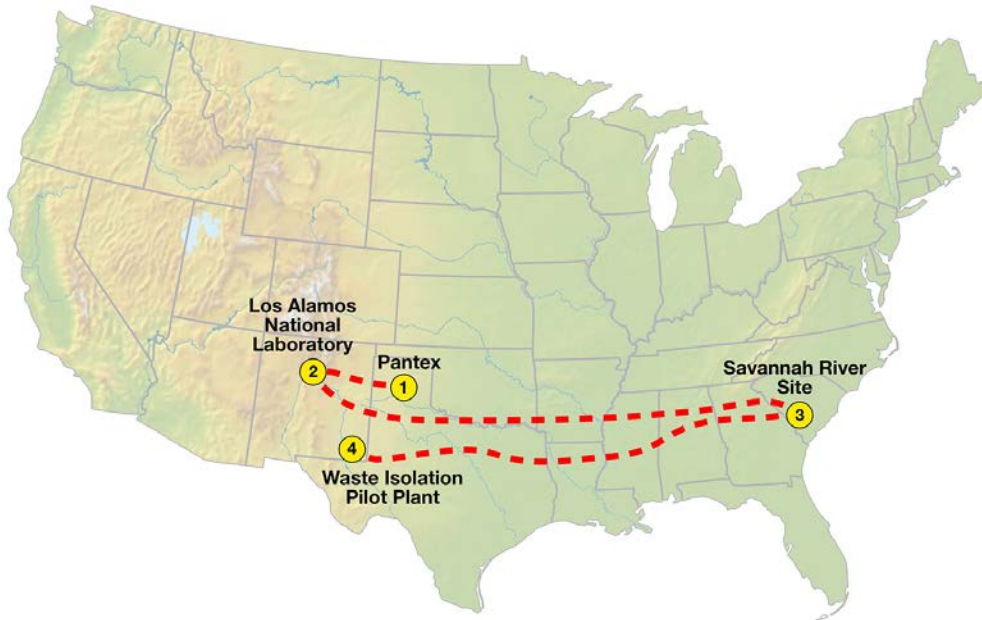 Los Alamos
National
Laboratory
2
Pantex
1
Savannah River
Site
3
4
Waste Isolation
Pilot Plant